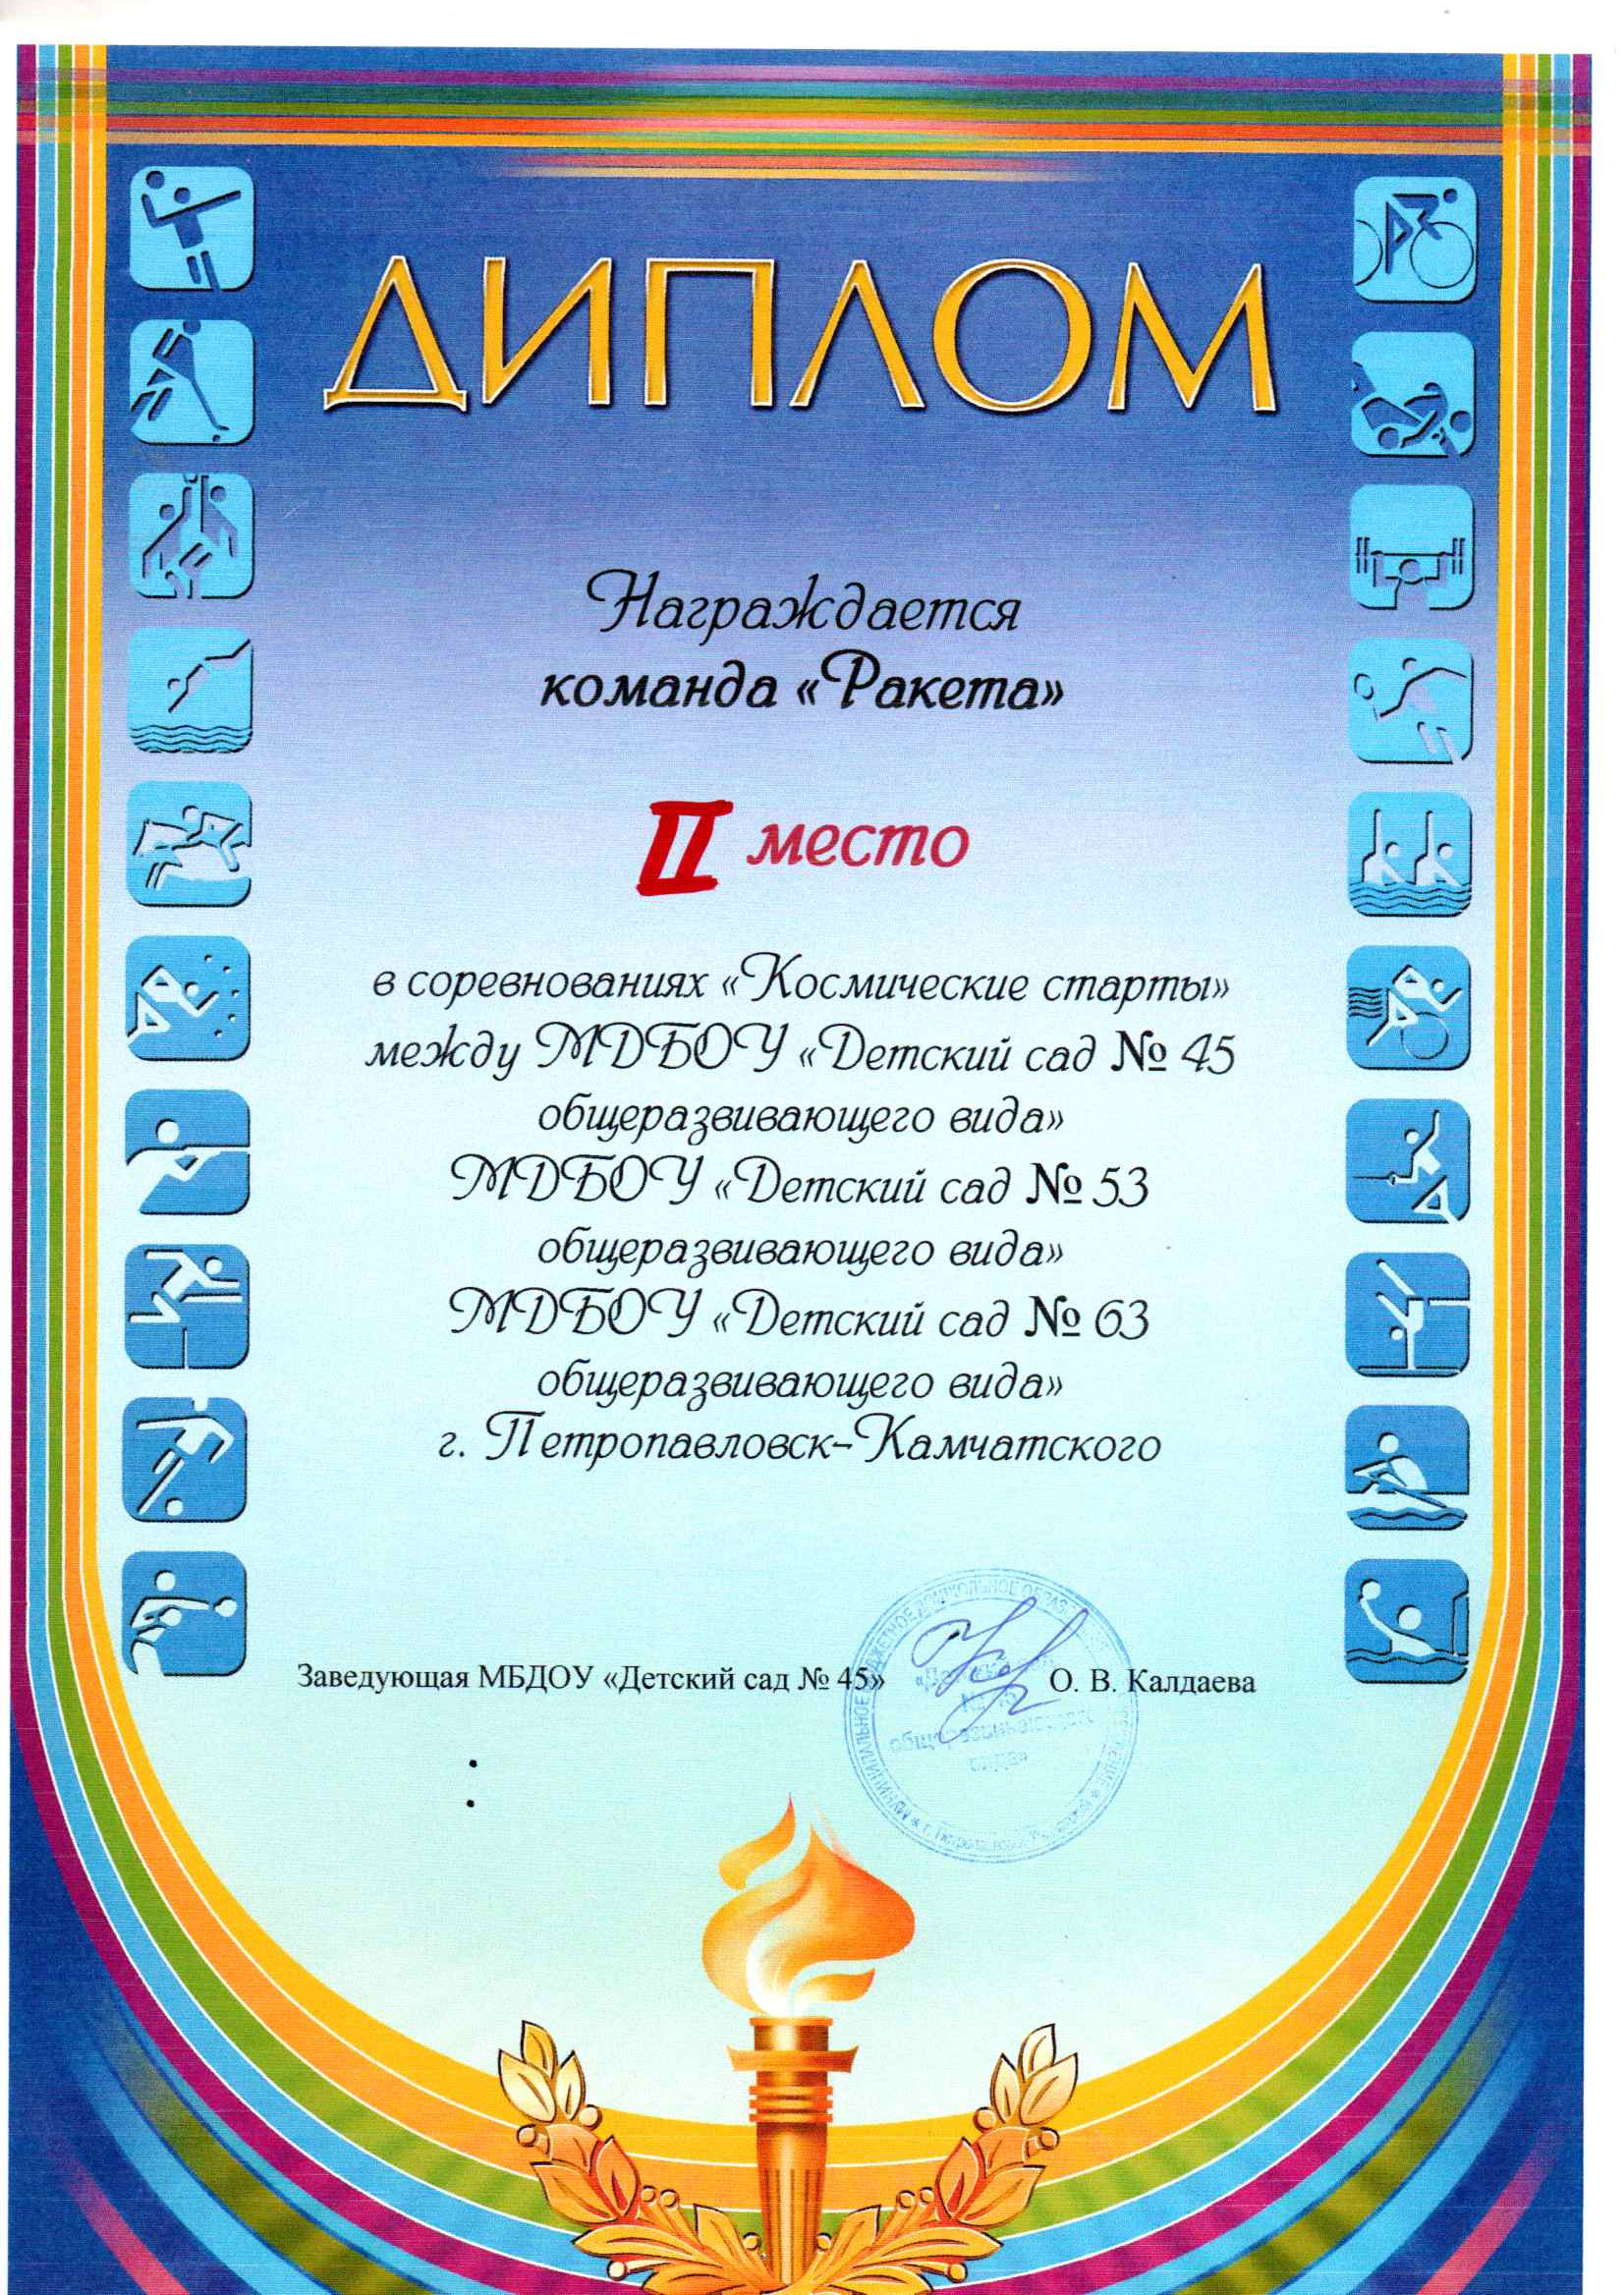 ДИПЛОМ
Награждается
команда «Ракета»
II место
в соревнованиях «Космические старты»
между МДБОУ «Детский сад № 45
общеразвивающего вида»
МДБОУ «Детский сад № 53
общеразвивающего вида»
МДБОУ «Детский сад № 63
общеразвивающего вида»
г. Петропавловск-Камчатского
Заведующая МБДОУ «Детский сад № 45» О. В. Калдаева